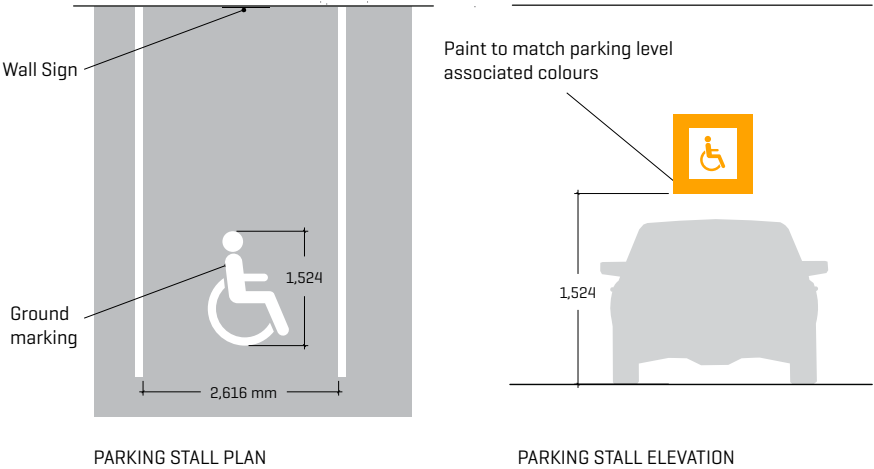 Wall Sign
Ground
marking
1,524
2,616 mm
PARKING STALL PLAN
Paint to match parking level
associated colours
1,524
PARKING STALL ELEVATION